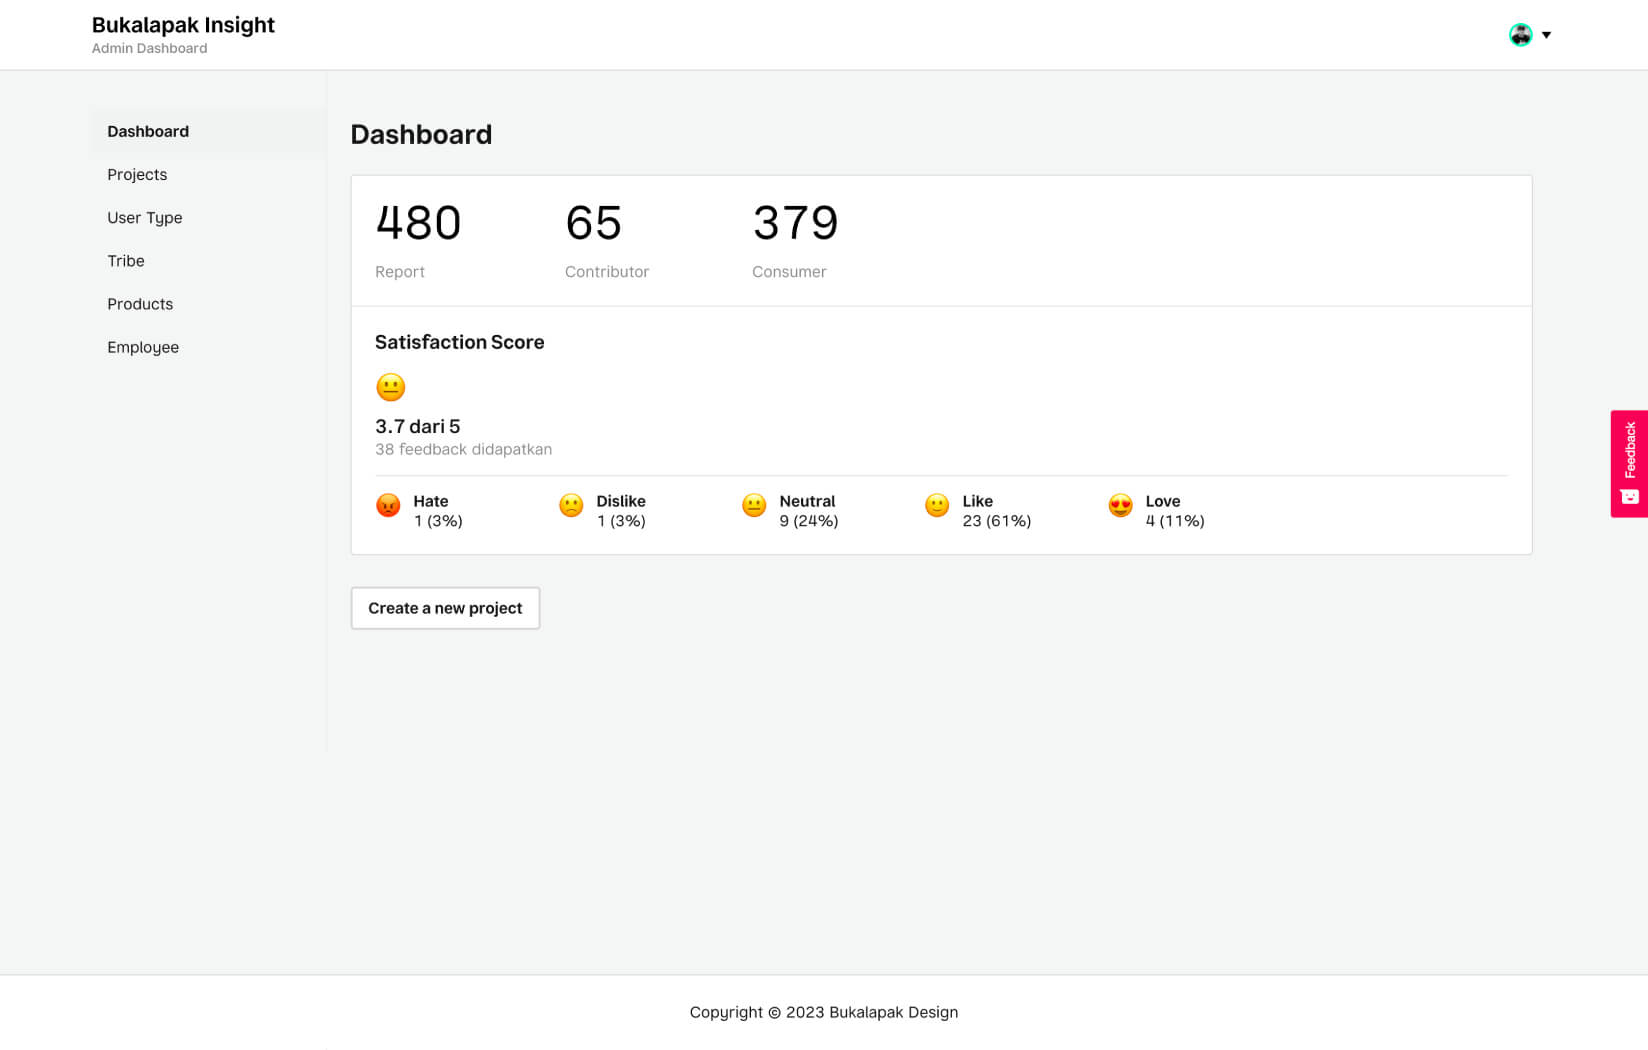 Bukalapak Insight
Admin Dashboard
Dashboard
Projects
User Type
Tribe
Products
Employee
Dashboard
480
Report
65
Contributor
379
Consumer
Satisfaction Score
3.7 dari 5
38 feedback didapatkan
Hate
1 (3%)
Dislike
1 (3%)
Neutral
9 (24%)
Like
23 (61%)
Love
4 (11%)
Create a new project
Feedback
Copyright © 2023 Bukalapak Design